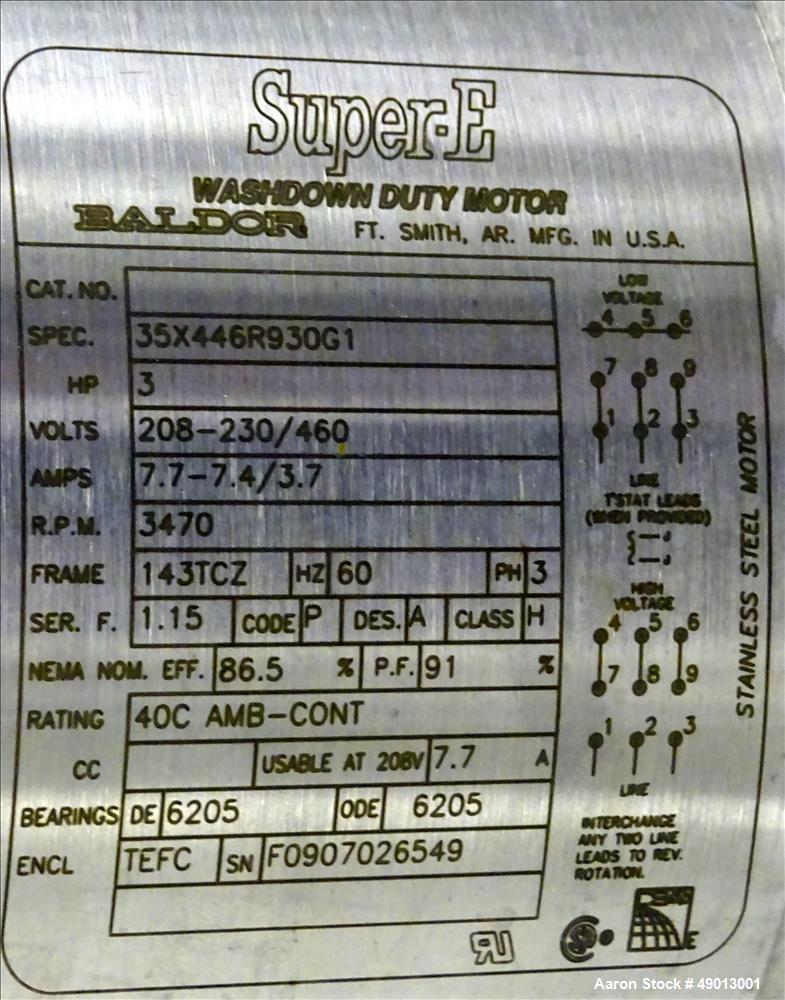 Super-E
WASHDOWN DUTY MOTOR
BALDOR FT. SMITH, AR. MFG. IN U.S.A.
CAT. NO.
SPEC. 35X446R930G1
HP 3
VOLTS 208-230/460
AMPS 7.7-7.4/3.7
R.P.M. 3470
FRAME 143TCZ HZ 60 PH 3
SER. F. 1.15 CODE P DES. A CLASS H
NEMA NOM. EFF. 86.5 % P.F. 91 %
RATING 40C AMB-CONT
CC USABLE AT 208V 7.7 A
BEARINGS DE 6205 ODE 6205
ENCL TEFC SN F0907026549
LOW
VOLTAGE
4 5 6
7 8 9
1 2 3
LINE
T'STAT LEADS
(WHEN PROVIDED)
J J
HIGH
VOLTAGE
4 5 6
7 8 9
1 2 3
LINE
INTERCHANGE
ANY TWO LINE
LEADS TO REV.
ROTATION.
STAINLESS STEEL MOTOR
E
Aaron Stock # 49013001